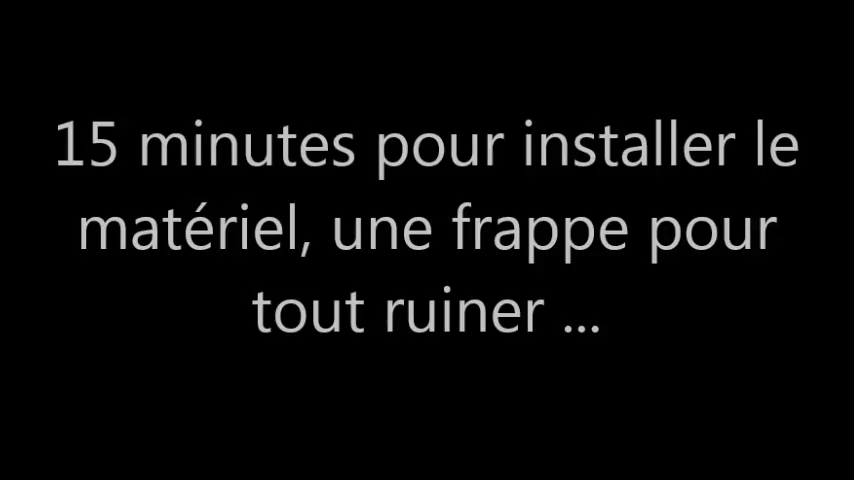 15 minutes pour installer le
matériel, une frappe pour
tout ruiner ...